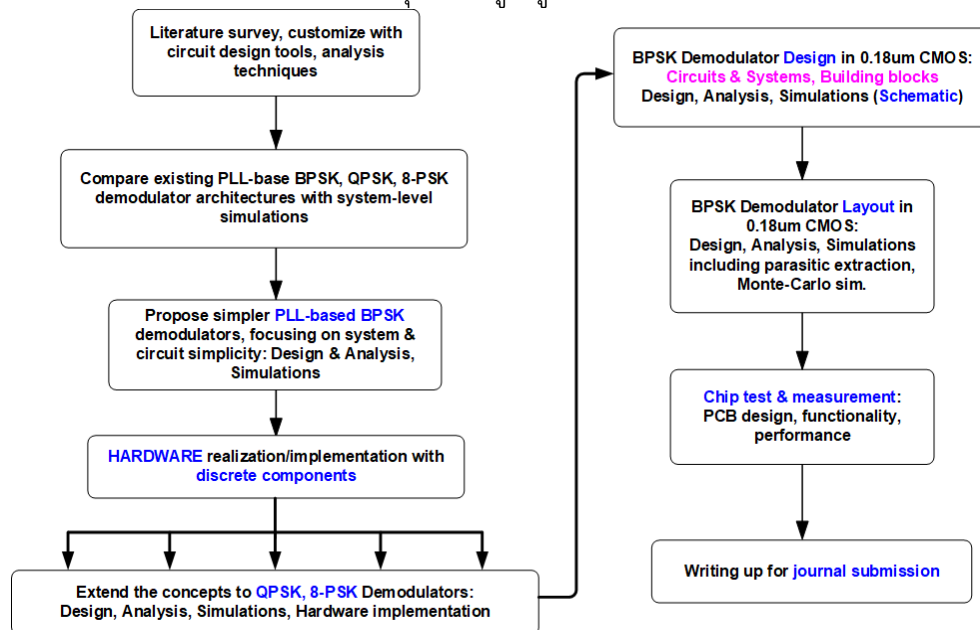 Literature survey, customize with
circuit design tools, analysis
techniques
Compare existing PLL-base BPSK, QPSK, 8-PSK
demodulator architectures with system-level
simulations
Propose simpler PLL-based BPSK
demodulators, focusing on system &
circuit simplicity: Design & Analysis,
Simulations
HARDWARE realization/implementation with
discrete components
Extend the concepts to QPSK, 8-PSK Demodulators:
Design, Analysis, Simulations, Hardware implementation
BPSK Demodulator Design in 0.18um CMOS:
Circuits & Systems, Building blocks
Design, Analysis, Simulations (Schematic)
BPSK Demodulator Layout in
0.18um CMOS:
Design, Analysis, Simulations
including parasitic extraction,
Monte-Carlo sim.
Chip test & measurement:
PCB design, functionality,
performance
Writing up for journal submission